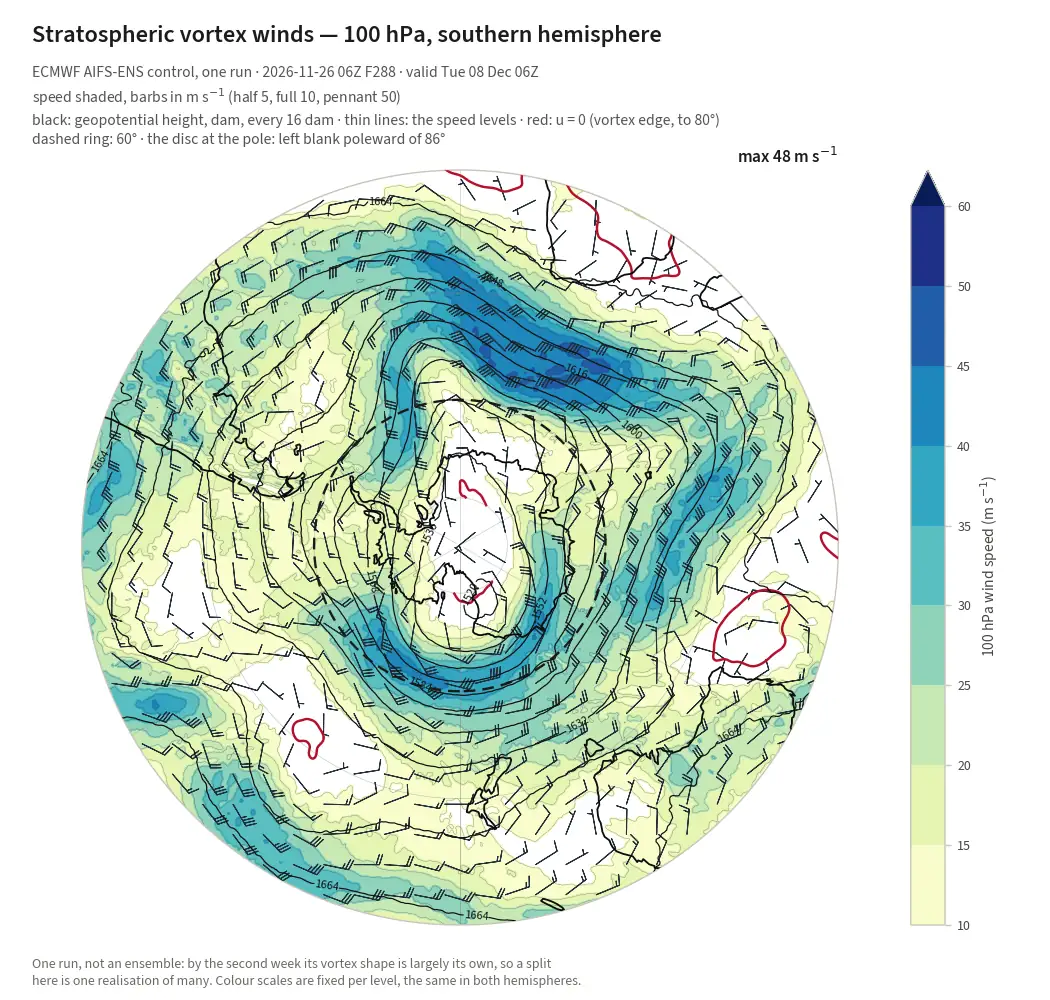 Stratospheric vortex winds — 100 hPa, southern hemisphere
ECMWF AIFS-ENS control, one run · 2026-11-26 06Z F288 · valid Tue 08 Dec 06Z
speed shaded, barbs in m s−1 (half 5, full 10, pennant 50)
black: geopotential height, dam, every 16 dam · thin lines: the speed levels · red: u = 0 (vortex edge, to 80°)
dashed ring: 60° · the disc at the pole: left blank poleward of 86°
max 48 m s−1
1664
1648
1616
1600
1664
1552
1584
1632
1664
1664
1664
60
50
45
40
35
30
25
20
15
10
100 hPa wind speed (m s−1)
One run, not an ensemble: by the second week its vortex shape is largely its own, so a split
here is one realisation of many. Colour scales are fixed per level, the same in both hemispheres.